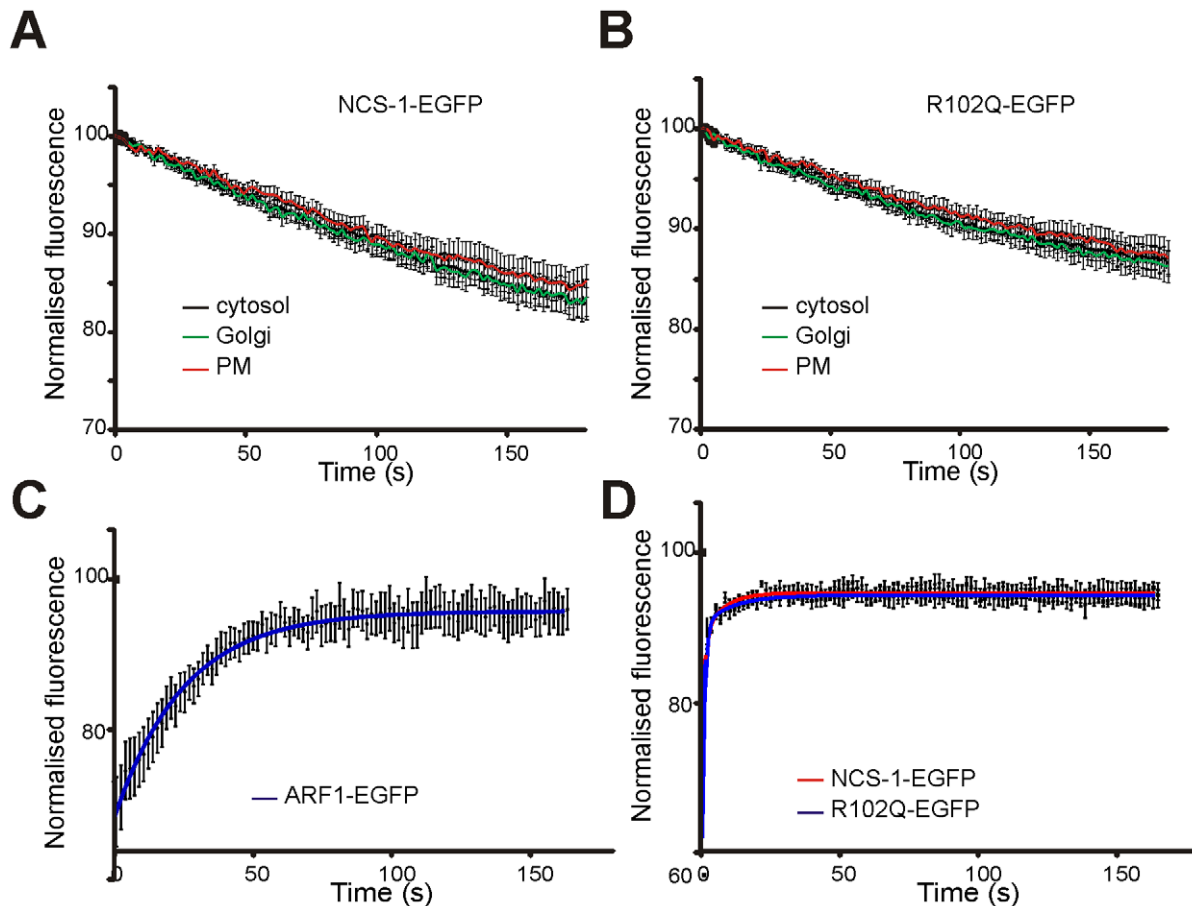 A
NCS-1-EGFP
Normalised fluorescence
100
90
80
70
cytosol
Golgi
PM
0 50 100 150
Time (s)
B
R102Q-EGFP
Normalised fluorescence
100
90
80
70
cytosol
Golgi
PM
0 50 100 150
Time (s)
C
Normalised fluorescence
100
80
ARF1-EGFP
0 50 100 150
Time (s)
D
Normalised fluorescence
100
80
60
NCS-1-EGFP
R102Q-EGFP
0 50 100 150
Time (s)